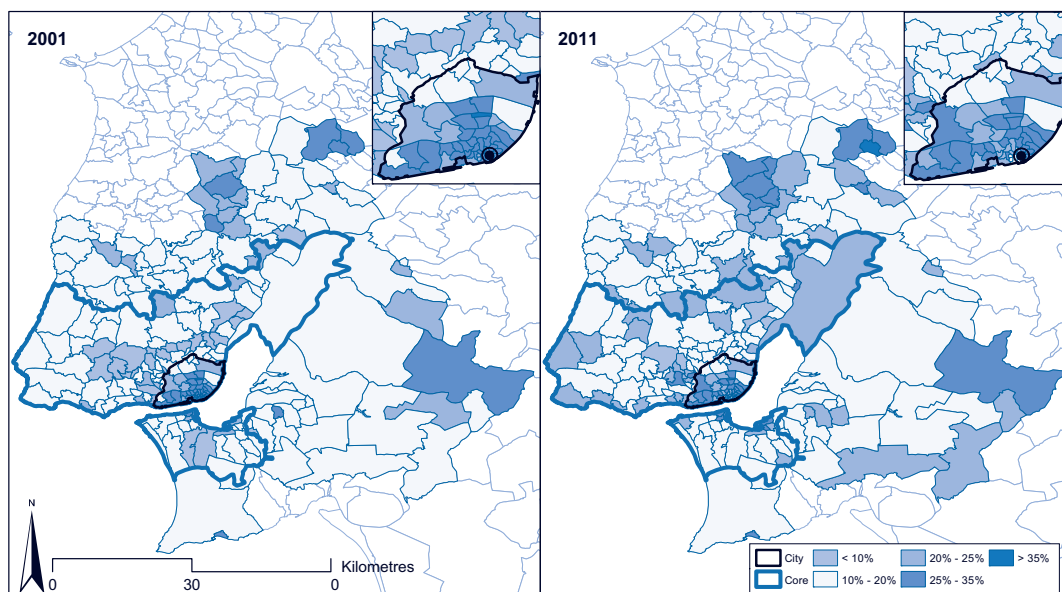 2001
2011
N
Kilometres
0 30 0
City < 10% 20% - 25% > 35%
Core 10% - 20% 25% - 35%